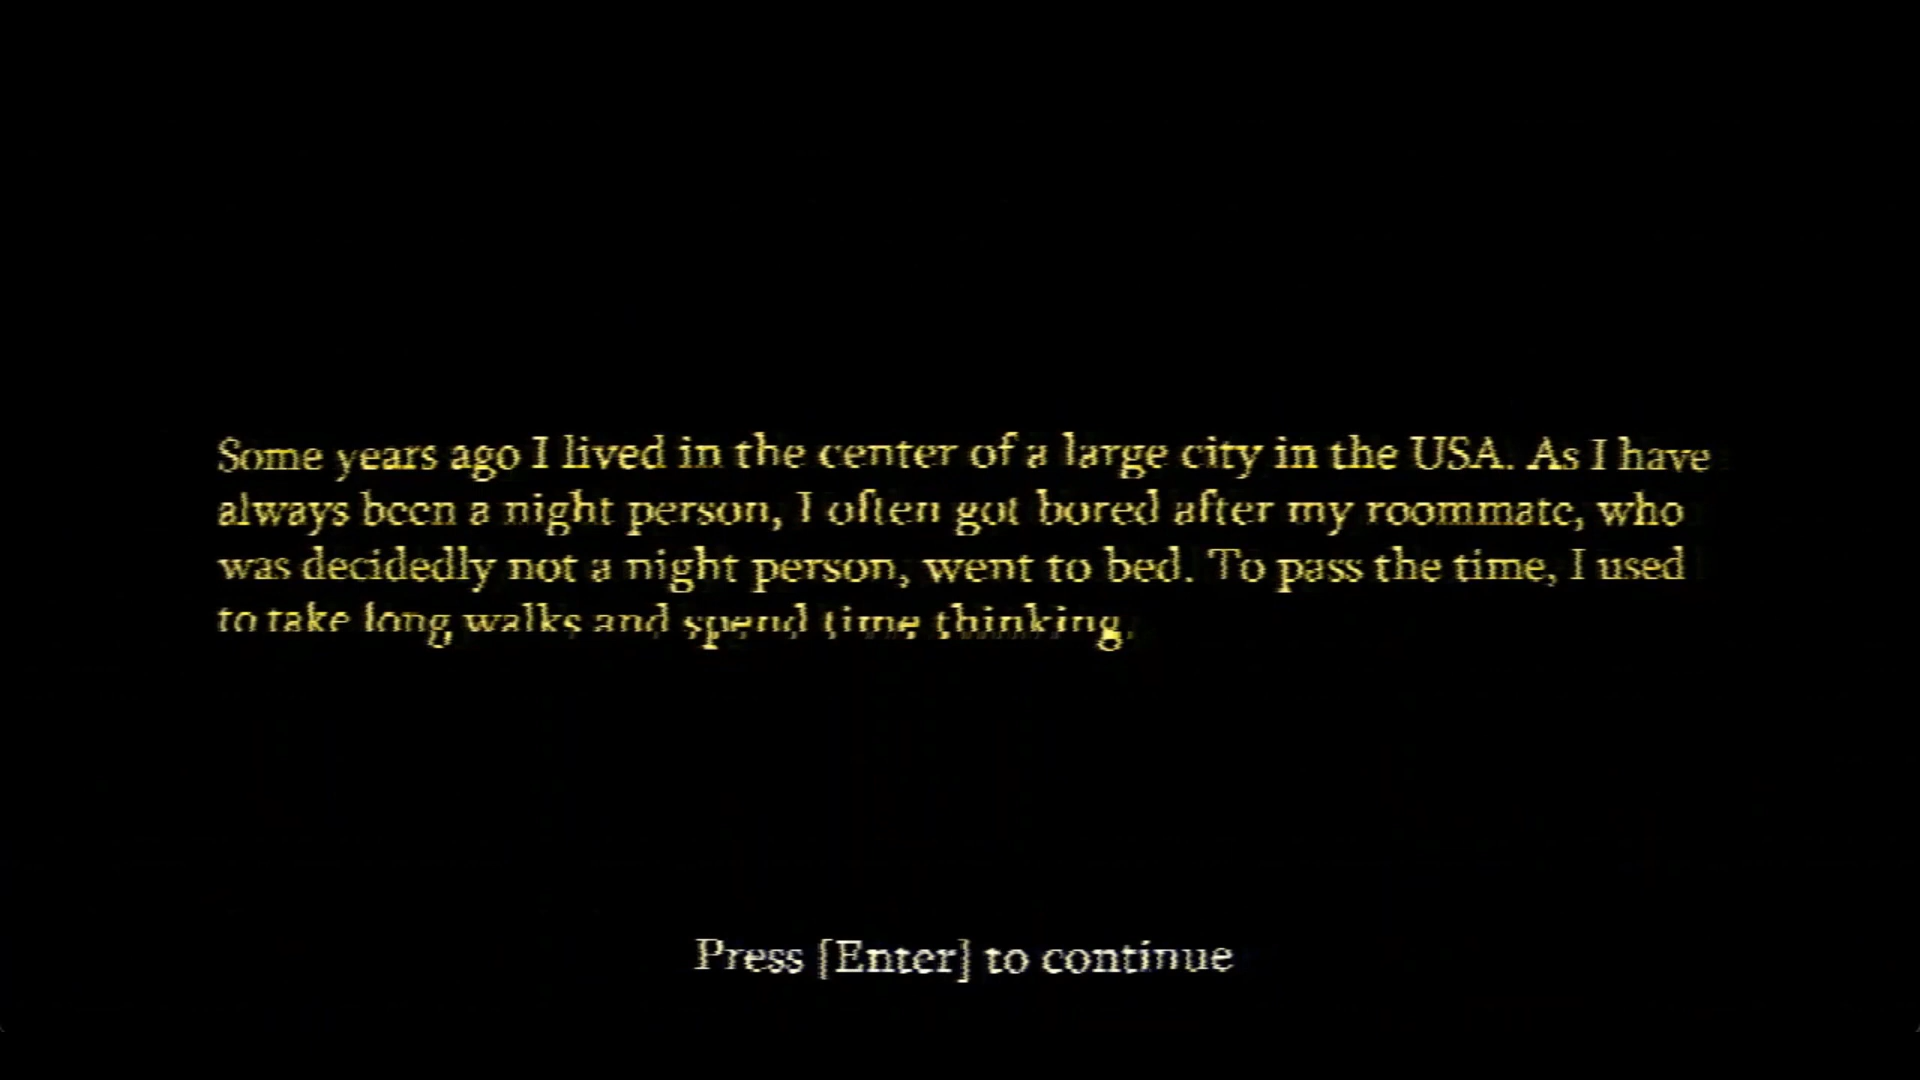 Some years ago I lived in the center of a large city in the USA. As I have
always been a night person, I often got bored after my roommate, who
was decidedly not a night person, went to bed. To pass the time, I used
to take long walks and spend time thinking.
Press [Enter] to continue